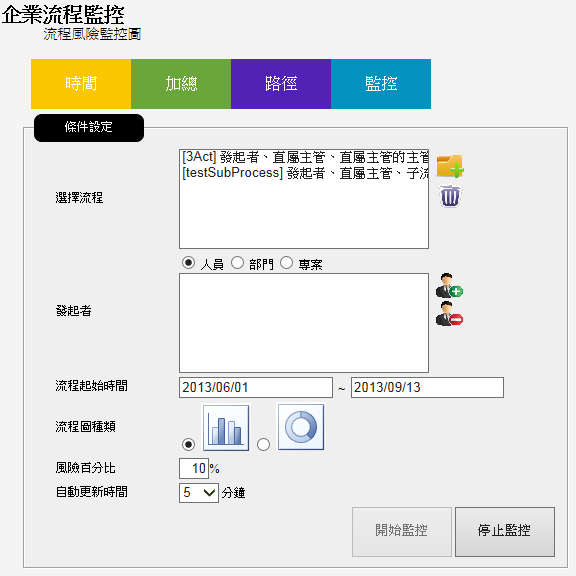 企業流程監控
流程風險監控圖
時間
加總
路徑
監控
條件設定
選擇流程
[3Act] 發起者、直屬主管、直屬主管的主管
[testSubProcess] 發起者、直屬主管、子流
人員 部門 專案
發起者
流程起始時間 2013/06/01 ~ 2013/09/13
流程圖種類
風險百分比 10 %
自動更新時間 5 分鐘
開始監控 停止監控